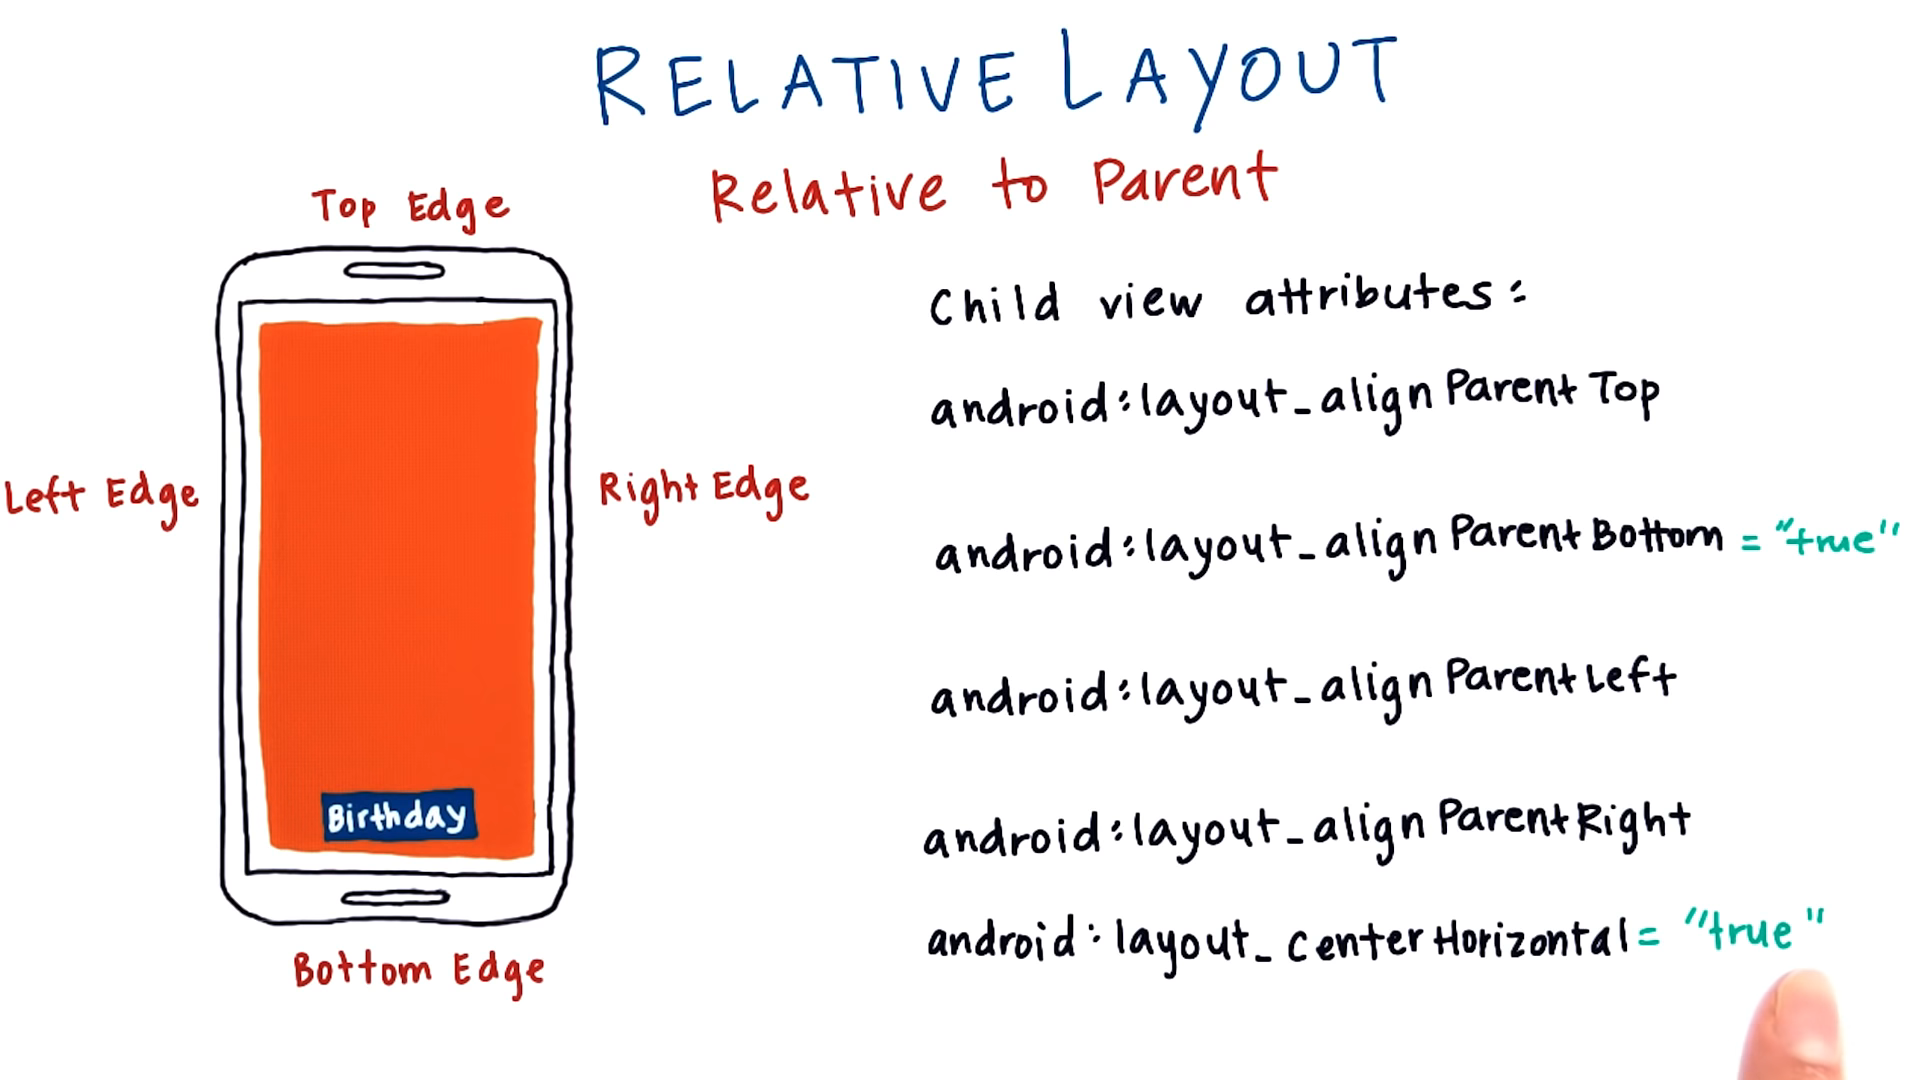 RELATIVE LAYOUT
Relative to Parent
Top Edge
Left Edge
Right Edge
Birthday
Bottom Edge
Child view attributes:
android:layout_alignParentTop
android:layout_alignParentBottom = "true"
android:layout_alignParentLeft
android:layout_alignParentRight
android:layout_centerHorizontal = "true"